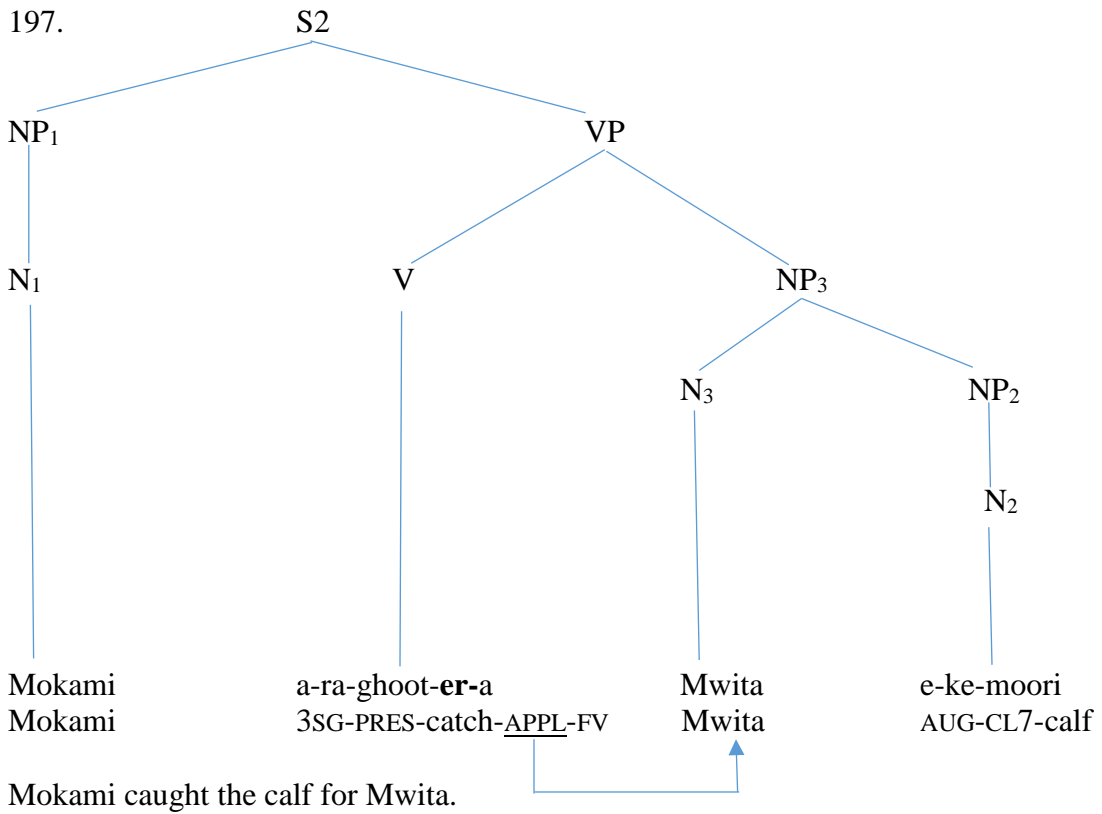 197. S2
NP₁ VP
N₁ V NP₃
N₃ NP₂
N₂
Mokami a-ra-ghoot-er-a Mwita e-ke-moori
Mokami 3SG-PRES-catch-APPL-FV Mwita AUG-CL7-calf
Mokami caught the calf for Mwita.